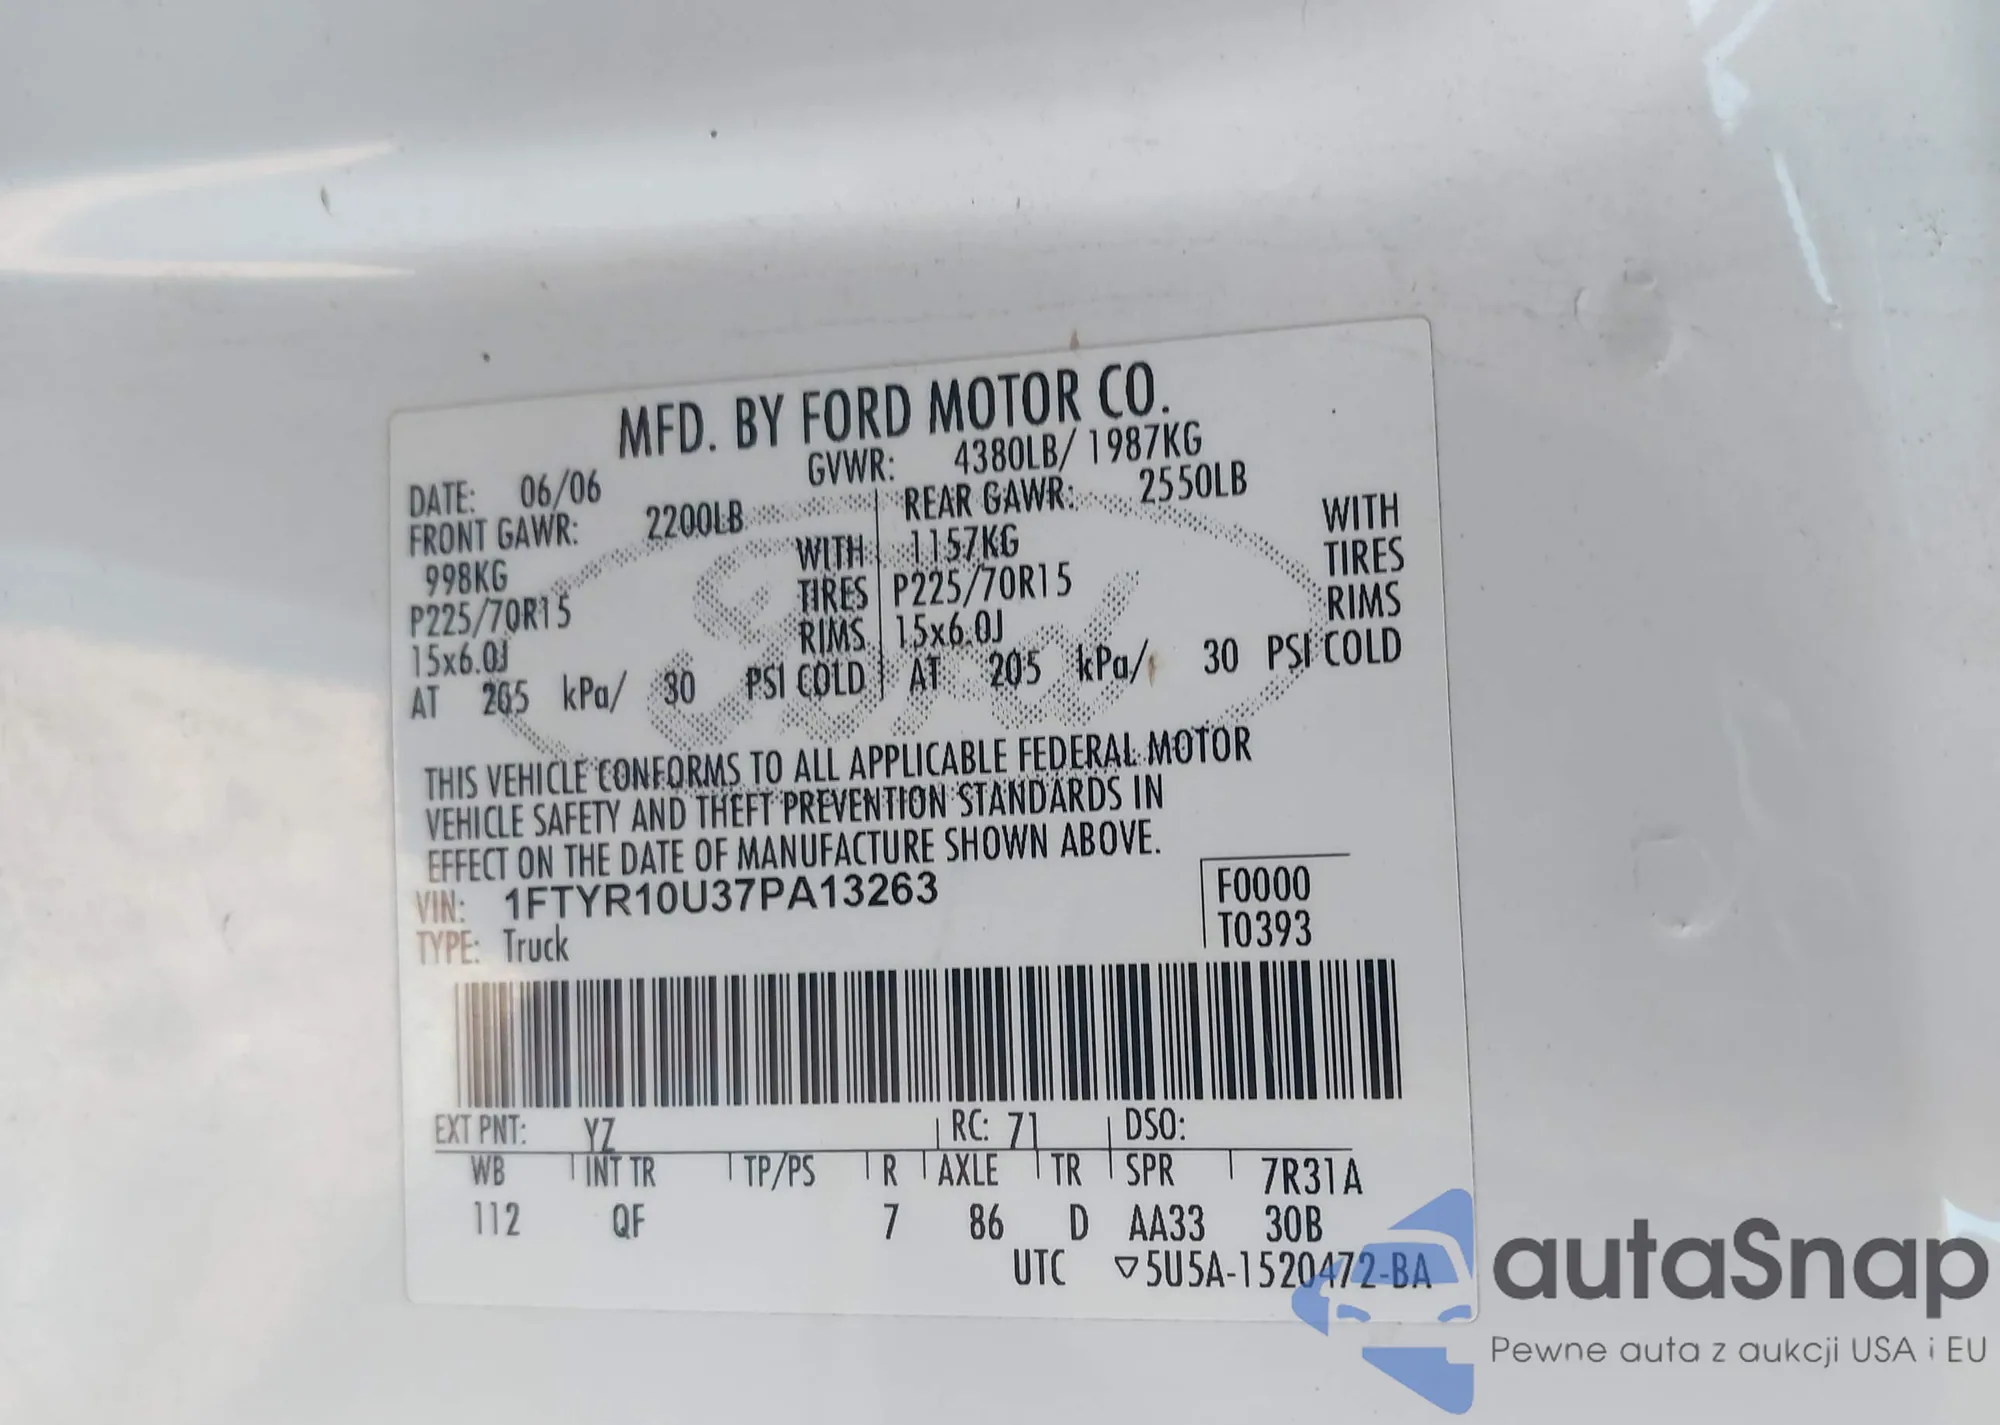 MFD. BY FORD MOTOR CO.
DATE: 06/06 GVWR: 4380LB/ 1987KG
FRONT GAWR: 2200LB REAR GAWR: 2550LB
998KG WITH 1157KG WITH
P225/70R15 TIRES P225/70R15 TIRES
15x6.0J RIMS 15x6.0J RIMS
AT 205 kPa/ 30 PSI COLD AT 205 kPa/ 30 PSI COLD
THIS VEHICLE CONFORMS TO ALL APPLICABLE FEDERAL MOTOR
VEHICLE SAFETY AND THEFT PREVENTION STANDARDS IN
EFFECT ON THE DATE OF MANUFACTURE SHOWN ABOVE.
VIN: 1FTYR10U37PA13263 F0000
TYPE: Truck T0393
EXT PNT: YZ RC: 71 DSO:
WB INT TR TP/PS R AXLE TR SPR 7R31A
112 QF 7 86 D AA33 30B
UTC ▽5U5A-1520472-BA
autaSnap
Pewne auta z aukcji USA i EU